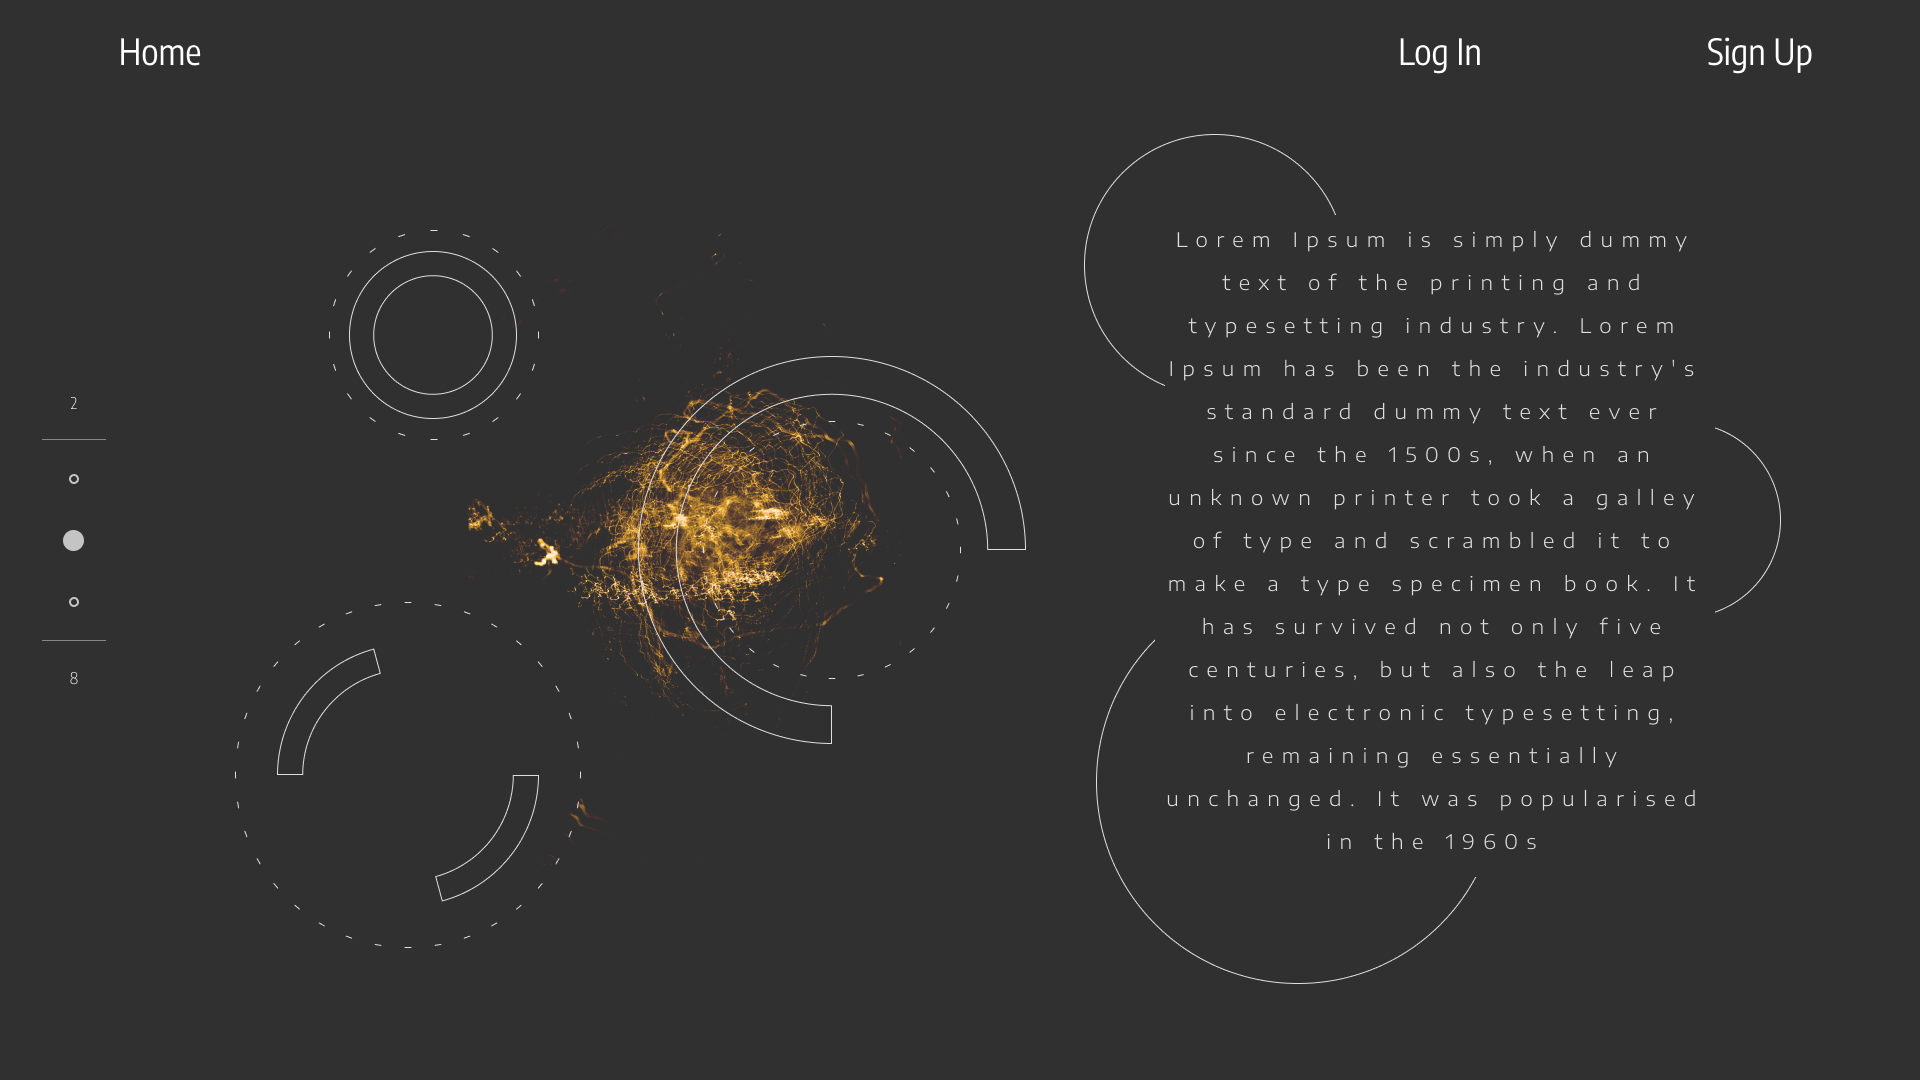 Home
Log In
Sign Up
2
8
Lorem Ipsum is simply dummy
text of the printing and
typesetting industry. Lorem
Ipsum has been the industry's
standard dummy text ever
since the 1500s, when an
unknown printer took a galley
of type and scrambled it to
make a type specimen book. It
has survived not only five
centuries, but also the leap
into electronic typesetting,
remaining essentially
unchanged. It was popularised
in the 1960s